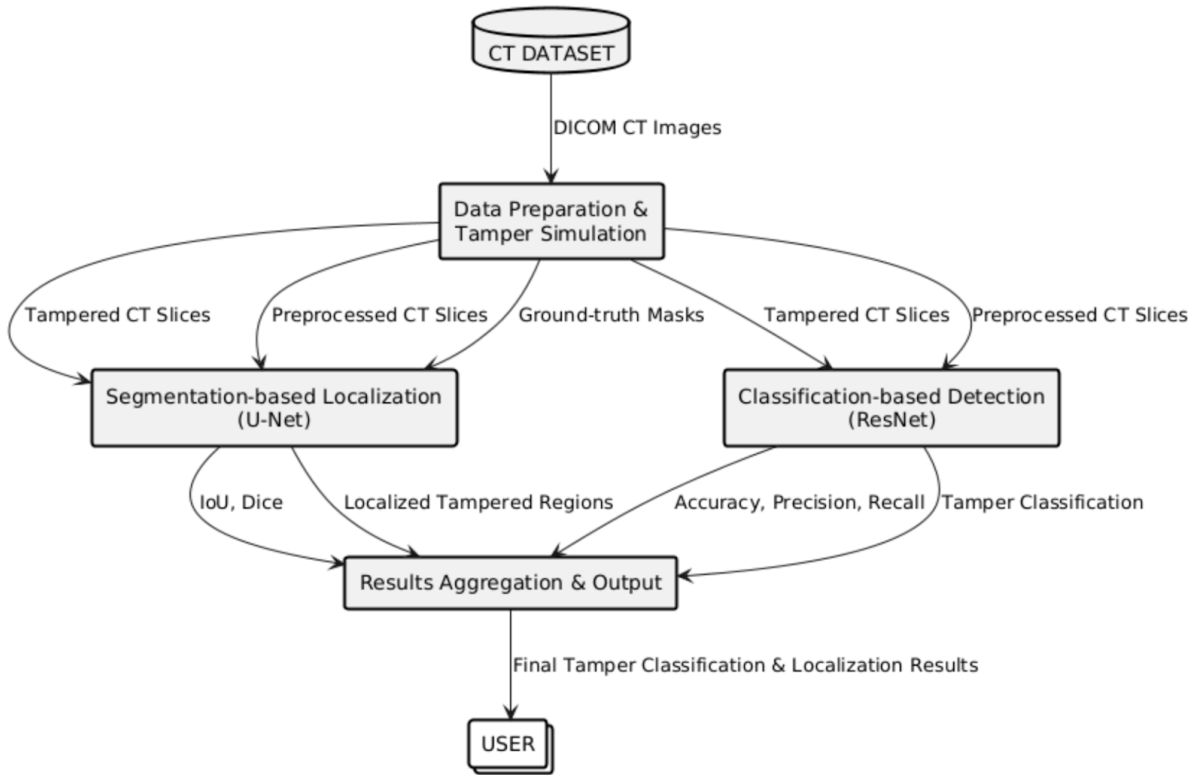 CT DATASET
DICOM CT Images
Data Preparation &
Tamper Simulation
Tampered CT Slices
Preprocessed CT Slices
Ground-truth Masks
Tampered CT Slices
Preprocessed CT Slices
Segmentation-based Localization
(U-Net)
Classification-based Detection
(ResNet)
IoU, Dice
Localized Tampered Regions
Accuracy, Precision, Recall
Tamper Classification
Results Aggregation & Output
Final Tamper Classification & Localization Results
USER